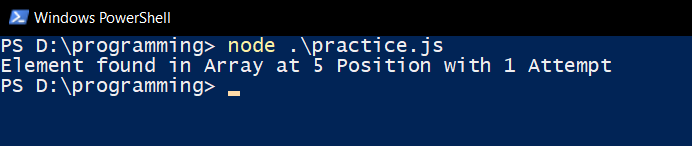 Windows PowerShell
PS D:\programming> node .\practice.js
Element found in Array at 5 Position with 1 Attempt
PS D:\programming>